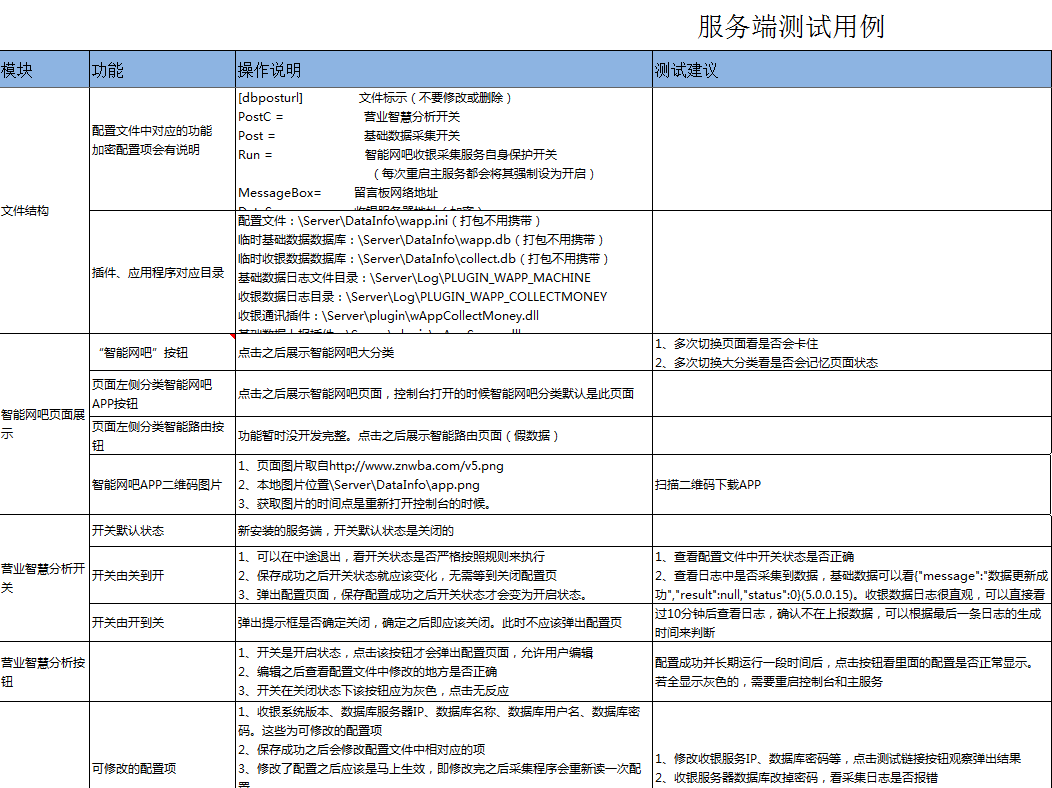 服务端测试用例
模块 功能 操作说明 测试建议
文件结构
配置文件中对应的功能
加密配置项会有说明
[dbposturl] 文件标示（不要修改或删除）
PostC = 营业智慧分析开关
Post = 基础数据采集开关
Run = 智能网吧收银采集服务自身保护开关
（每次重启主服务都会将其强制设为开启）
MessageBox= 留言板网络地址
插件、应用程序对应目录
配置文件：\Server\DataInfo\wapp.ini（打包不用携带）
临时基础数据数据库：\Server\DataInfo\wapp.db（打包不用携带）
临时收银数据数据库：\Server\DataInfo\collect.db（打包不用携带）
基础数据日志文件目录：\Server\Log\PLUGIN_WAPP_MACHINE
收银数据日志目录：\Server\Log\PLUGIN_WAPP_COLLECTMONEY
收银通讯插件：\Server\plugin\wAppCollectMoney.dll
智能网吧页面展
示
“智能网吧”按钮
点击之后展示智能网吧大分类
1、多次切换页面看是否会卡住
2、多次切换大分类看是否会记忆页面状态
页面左侧分类智能网吧
APP按钮
点击之后展示智能网吧页面，控制台打开的时候智能网吧分类默认是此页面
页面左侧分类智能路由按
钮
功能暂时没开发完整。点击之后展示智能路由页面（假数据）
智能网吧APP二维码图片
1、页面图片取自http://www.znwba.com/v5.png
2、本地图片位置\Server\DataInfo\app.png
3、获取图片的时间点是重新打开控制台的时候。
扫描二维码下载APP
营业智慧分析开
关
开关默认状态
新安装的服务端，开关默认状态是关闭的
开关由关到开
1、可以在中途退出，看开关状态是否严格按照规则来执行
2、保存成功之后开关状态就应该变化，无需等到关闭配置页
3、弹出配置页面，保存配置成功之后开关状态才会变为开启状态。
1、查看配置文件中开关状态是否正确
2、查看日志中是否采集到数据，基础数据可以看{"message":"数据更新成
功","result":null,"status":0}(5.0.0.15)。收银数据日志很直观，可以直接看
开关由开到关
弹出提示框是否确定关闭，确定之后即应该关闭。此时不应该弹出配置页
过10分钟后查看日志，确认不在上报数据，可以根据最后一条日志的生成
时间来判断
营业智慧分析按
钮
1、开关是开启状态，点击该按钮才会弹出配置页面，允许用户编辑
2、编辑之后查看配置文件中修改的地方是否正确
3、开关在关闭状态下该按钮应为灰色，点击无反应
配置成功并长期运行一段时间后，点击按钮看里面的配置是否正常显示。
若全显示灰色的，需要重启控制台和主服务
可修改的配置项
1、收银系统版本、数据库服务器IP、数据库名称、数据库用户名、数据库密
码。这些为可修改的配置项
2、保存成功之后会修改配置文件中相对应的项
3、修改了配置之后应该是马上生效，即修改完之后采集程序会重新读一次配
置
1、修改收银服务IP、数据库密码等，点击测试链接按钮观察弹出结果
2、收银服务器数据库改掉密码，看采集日志是否报错